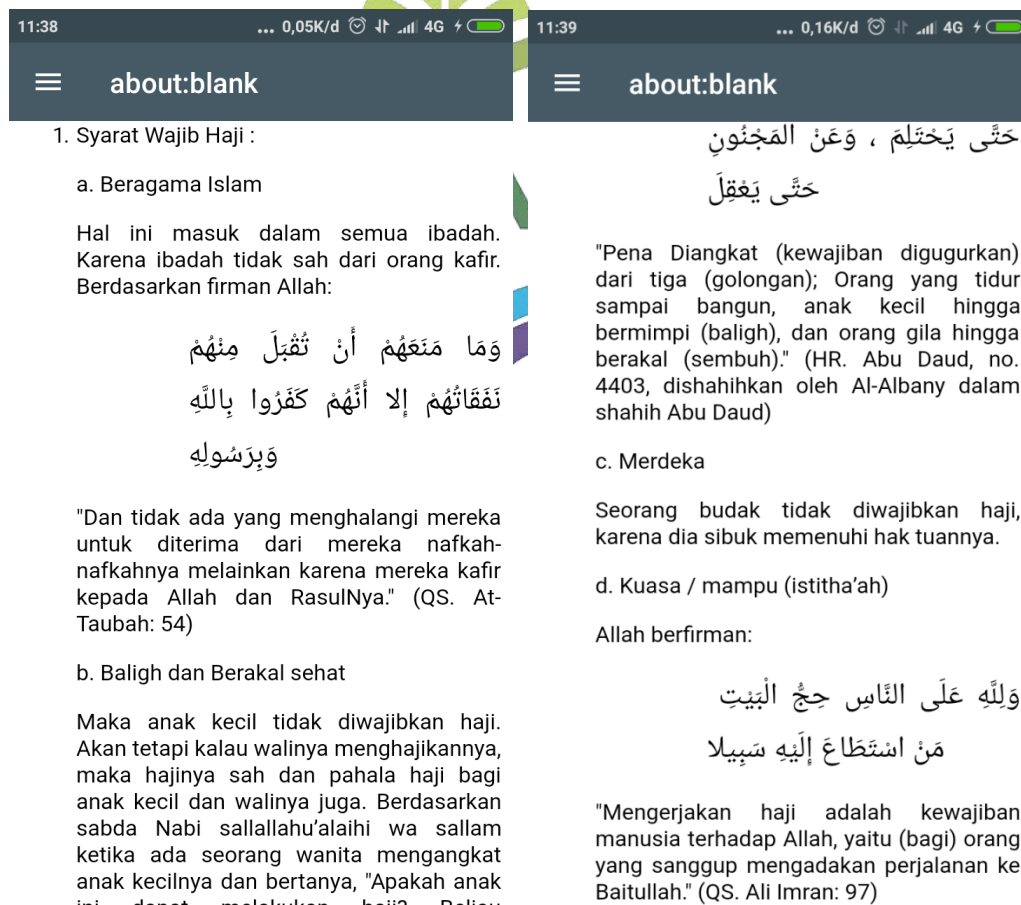 11:38
... 0,05K/d 4G
about:blank
1. Syarat Wajib Haji :
a. Beragama Islam
Hal ini masuk dalam semua ibadah.
Karena ibadah tidak sah dari orang kafir.
Berdasarkan firman Allah:
وَمَا مَنَعَهُمْ أَنْ تُقْبَلَ مِنْهُمْ
نَفَقَاتُهُمْ إِلا أَنَّهُمْ كَفَرُوا بِاللَّهِ
وَبِرَسُولِهِ
"Dan tidak ada yang menghalangi mereka
untuk diterima dari mereka nafkah-
nafkahnya melainkan karena mereka kafir
kepada Allah dan RasulNya." (QS. At-
Taubah: 54)
b. Baligh dan Berakal sehat
Maka anak kecil tidak diwajibkan haji.
Akan tetapi kalau walinya menghajikannya,
maka hajinya sah dan pahala haji bagi
anak kecil dan walinya juga. Berdasarkan
sabda Nabi sallallahu'alaihi wa sallam
ketika ada seorang wanita mengangkat
anak kecilnya dan bertanya, "Apakah anak
ini dapat melakukan haji? Beliau
11:39
... 0,16K/d 4G
about:blank
حَتَّى يَحْتَلِمَ ، وَعَنْ الْمَجْنُونِ
حَتَّى يَعْقِلَ
"Pena Diangkat (kewajiban digugurkan)
dari tiga (golongan); Orang yang tidur
sampai bangun, anak kecil hingga
bermimpi (baligh), dan orang gila hingga
berakal (sembuh)." (HR. Abu Daud, no.
4403, dishahihkan oleh Al-Albany dalam
shahih Abu Daud)
c. Merdeka
Seorang budak tidak diwajibkan haji,
karena dia sibuk memenuhi hak tuannya.
d. Kuasa / mampu (istitha'ah)
Allah berfirman:
وَلِلَّهِ عَلَى النَّاسِ حِجُّ الْبَيْتِ
مَنْ اسْتَطَاعَ إِلَيْهِ سَبِيلا
"Mengerjakan haji adalah kewajiban
manusia terhadap Allah, yaitu (bagi) orang
yang sanggup mengadakan perjalanan ke
Baitullah." (QS. Ali Imran: 97)